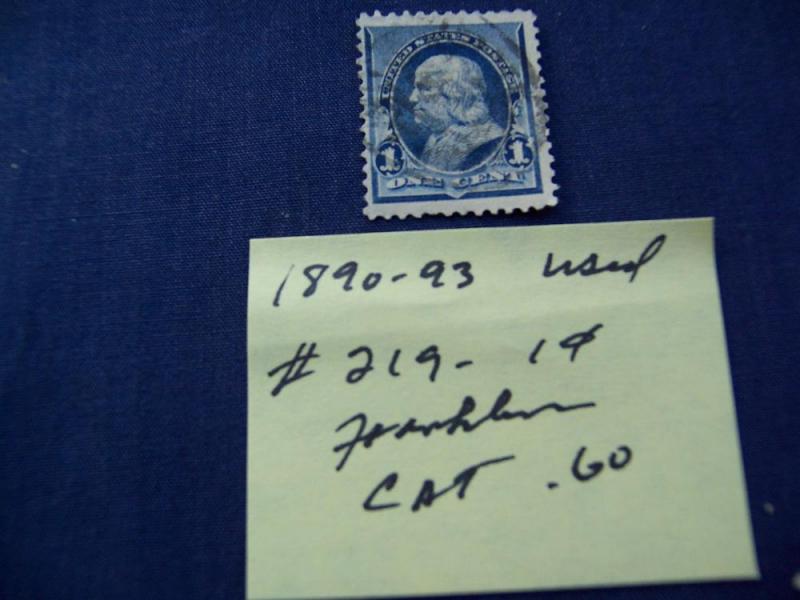 UNITED STATES POSTAGE
1 1
ONE CENT
1890-93 used
# 219- 1¢
Franklin
CAT .60